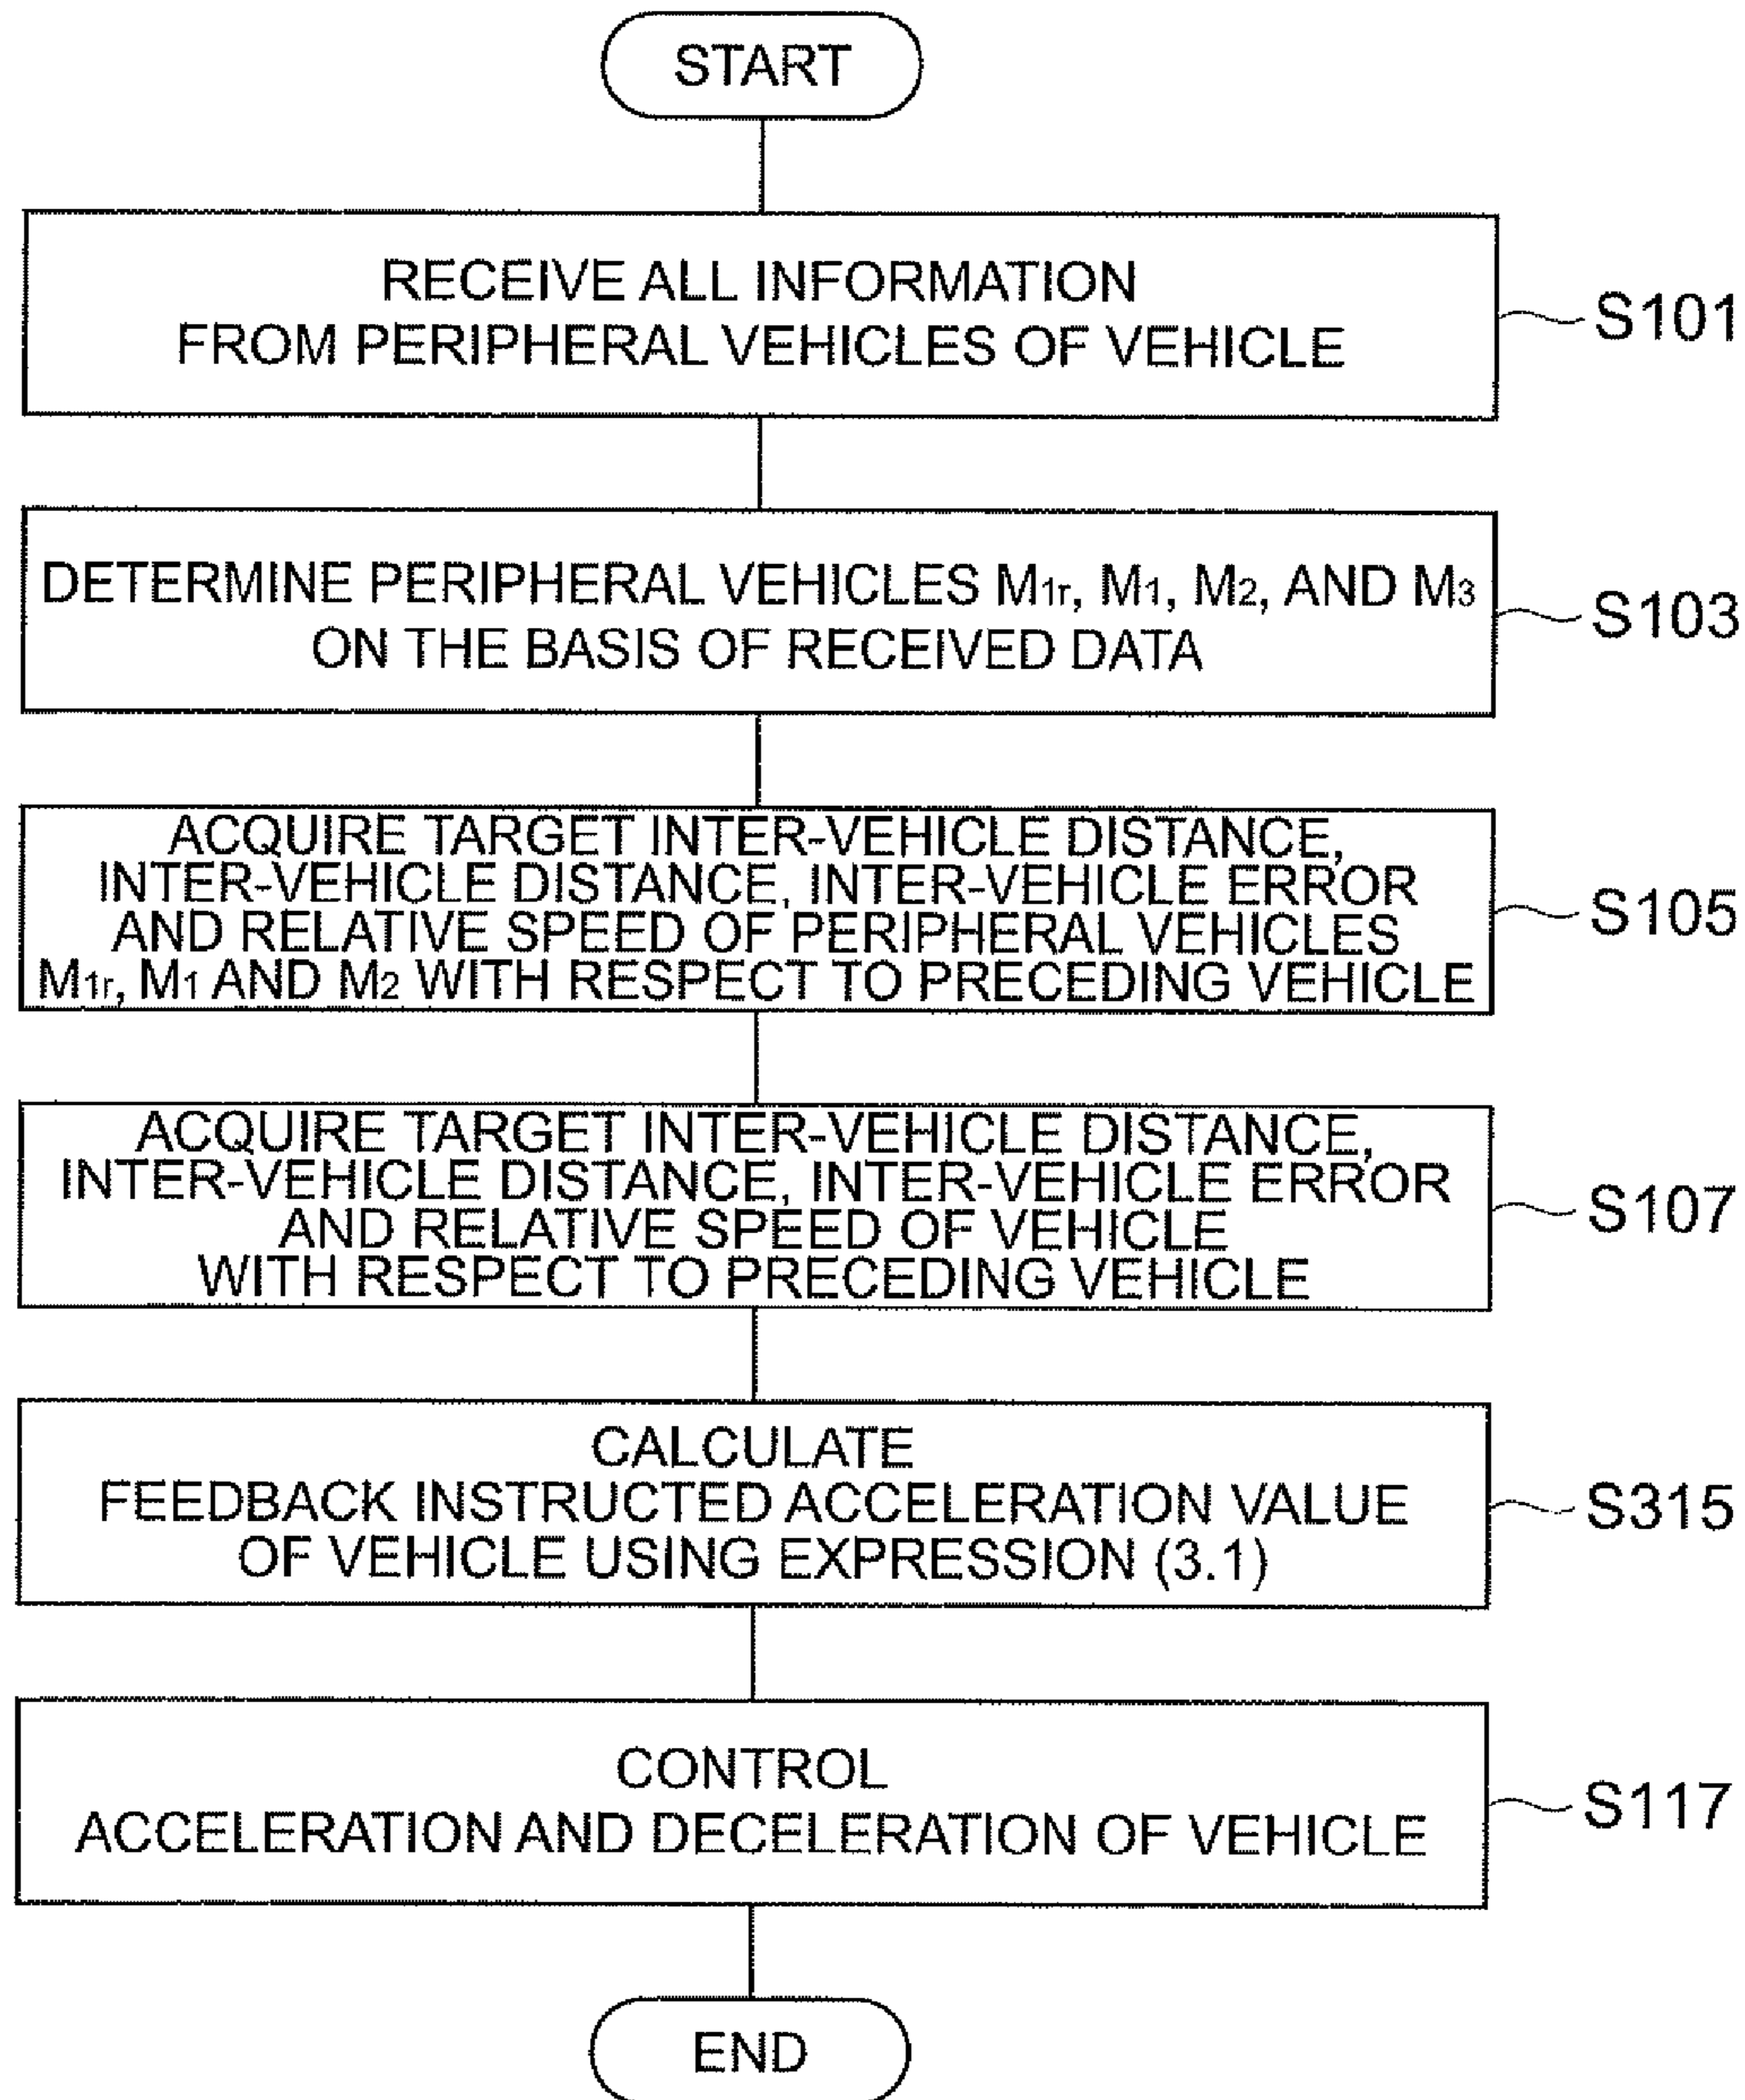 START
RECEIVE ALL INFORMATION
FROM PERIPHERAL VEHICLES OF VEHICLE
S101
DETERMINE PERIPHERAL VEHICLES M1r, M1, M2, AND M3
ON THE BASIS OF RECEIVED DATA
S103
ACQUIRE TARGET INTER-VEHICLE DISTANCE,
INTER-VEHICLE DISTANCE, INTER-VEHICLE ERROR
AND RELATIVE SPEED OF PERIPHERAL VEHICLES
M1r, M1 AND M2 WITH RESPECT TO PRECEDING VEHICLE
S105
ACQUIRE TARGET INTER-VEHICLE DISTANCE,
INTER-VEHICLE DISTANCE, INTER-VEHICLE ERROR
AND RELATIVE SPEED OF VEHICLE
WITH RESPECT TO PRECEDING VEHICLE
S107
CALCULATE
FEEDBACK INSTRUCTED ACCELERATION VALUE
OF VEHICLE USING EXPRESSION (3.1)
S315
CONTROL
ACCELERATION AND DECELERATION OF VEHICLE
S117
END